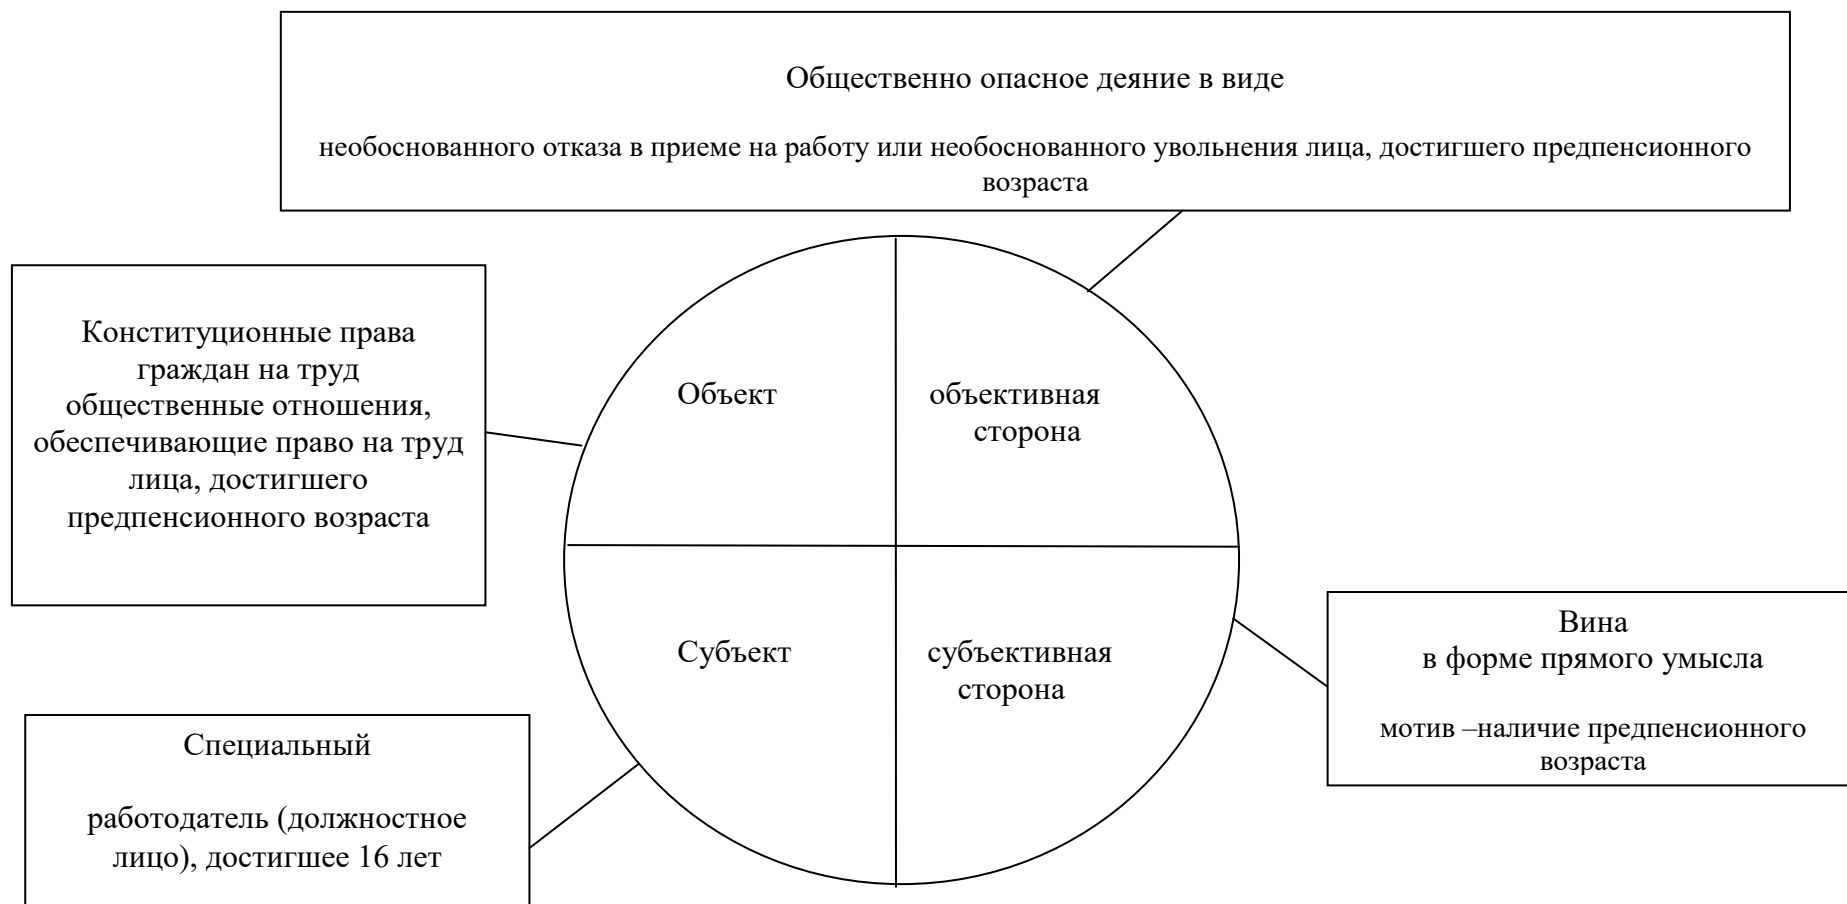 Общественно опасное деяние в виде
необоснованного отказа в приеме на работу или необоснованного увольнения лица, достигшего предпенсионного
возраста
Конституционные права
граждан на труд
общественные отношения,
обеспечивающие право на труд
лица, достигшего
предпенсионного возраста
Объект
объективная
сторона
Субъект
субъективная
сторона
Вина
в форме прямого умысла
мотив –наличие предпенсионного
возраста
Специальный
работодатель (должностное
лицо), достигшее 16 лет